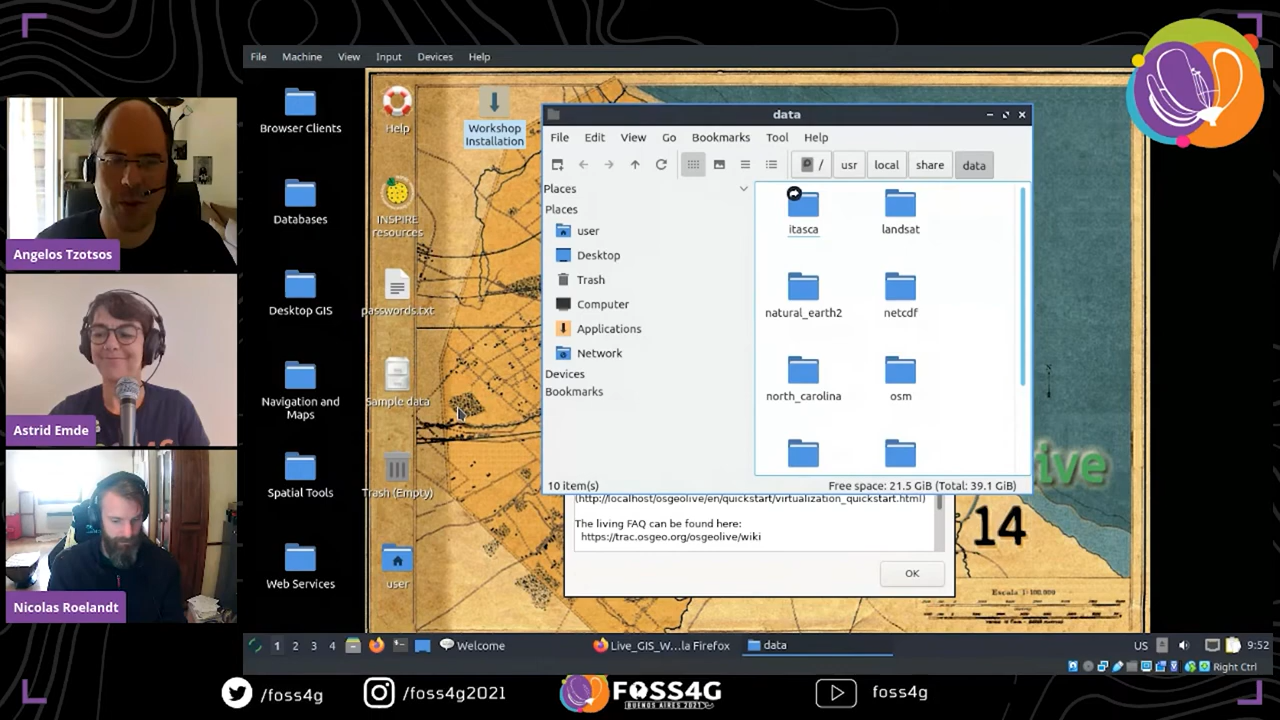 File Machine View Input Devices Help
Browser Clients
Help
Workshop
Installation
Databases
INSPIRE
resources
Desktop GIS
passwords.txt
Navigation and
Maps
Sample data
Spatial Tools
Trash (Empty)
Web Services
user
data
File Edit View Go Bookmarks Tool Help
/ usr local share data
Places
Places
user
Desktop
Trash
Computer
Applications
Network
Devices
Bookmarks
itasca
landsat
natural_earth2
netcdf
north_carolina
osm
10 item(s)
Free space: 21.5 GiB (Total: 39.1 GiB)
(http://localhost/osgeolive/en/quickstart/virtualization_quickstart.html)
The living FAQ can be found here:
https://trac.osgeo.org/osgeolive/wiki
OK
ive
14
Escala 1:100.000
Angelos Tzotsos
Astrid Emde
Nicolas Roelandt
1 2 3 4 Welcome Live_GIS_W...la Firefox data US 9:52
Right Ctrl
/foss4g /foss4g2021 FOSS4G foss4g
BUENOS AIRES 2021